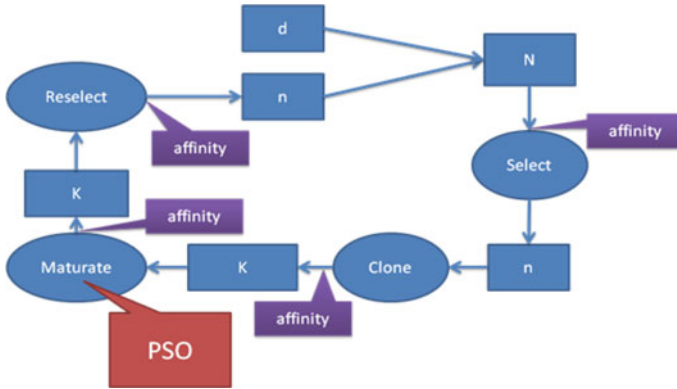 d
N
Reselect
n
affinity
affinity
Select
K
affinity
Maturate
K
Clone
n
affinity
PSO